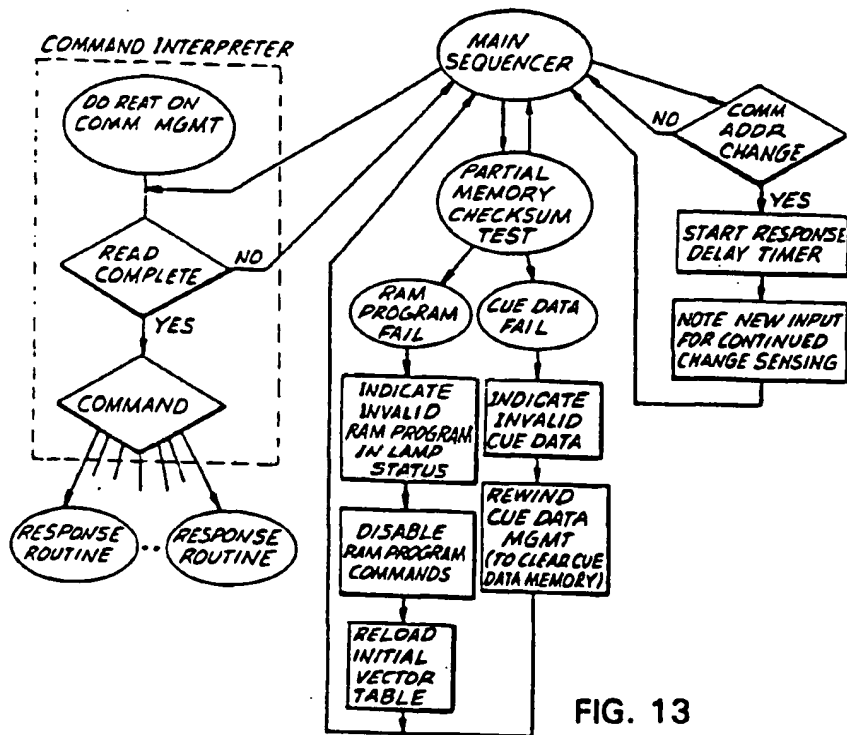 COMMAND INTERPRETER
DO REAT ON
COMM MGMT
READ
COMPLETE
NO
YES
COMMAND
RESPONSE
ROUTINE
..
RESPONSE
ROUTINE
MAIN
SEQUENCER
PARTIAL
MEMORY
CHECKSUM
TEST
RAM
PROGRAM
FAIL
INDICATE
INVALID
RAM PROGRAM
IN LAMP
STATUS
DISABLE
RAM PROGRAM
COMMANDS
RELOAD
INITIAL
VECTOR
TABLE
CUE DATA
FAIL
INDICATE
INVALID
CUE DATA
REWIND
CUE DATA
MGMT
(TO CLEAR CUE
DATA MEMORY)
NO
COMM
ADDR
CHANGE
YES
START RESPONSE
DELAY TIMER
NOTE NEW INPUT
FOR CONTINUED
CHANGE SENSING
FIG. 13